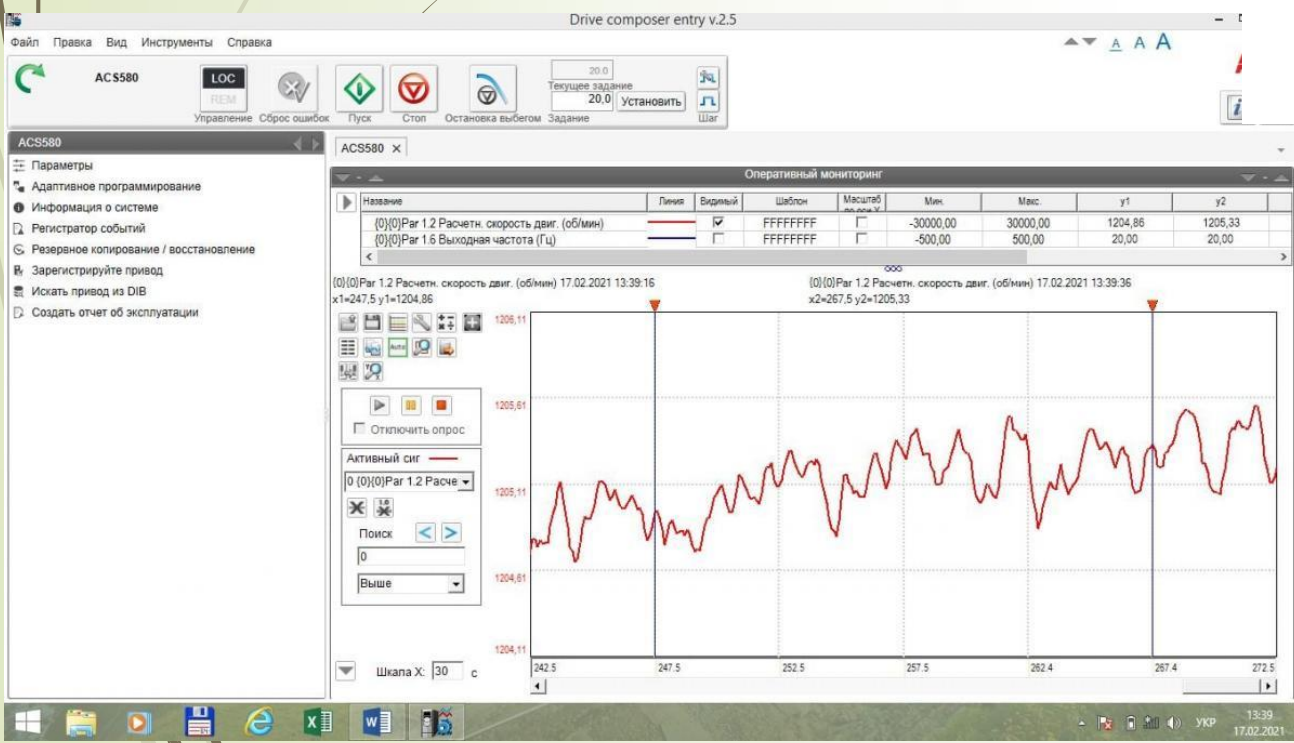 Drive composer entry v.2.5
Файл Правка Вид Инструменты Справка
A A A
ACS580
LOC
REM
20.0
Текущее задание
20,0 Установить
Управление Сброс ошибок Пуск Стоп Остановка выбегом Задание Шаг
ACS580
Параметры
Адаптивное программирование
Информация о системе
Регистратор событий
Резервное копирование / восстановление
Зарегистрируйте привод
Искать привод из DIB
Создать отчет об эксплуатации
ACS580 ×
Оперативный мониторинг
Название Линия Видимый Шаблон Масштаб Мин. Макс. y1 y2
{0}{0}Par 1.2 Расчетн. скорость двиг. (об/мин) FFFFFFFF -30000,00 30000,00 1204,86 1205,33
{0}{0}Par 1.6 Выходная частота (Гц) FFFFFFFF -500,00 500,00 20,00 20,00
{0}{0}Par 1.2 Расчетн. скорость двиг. (об/мин) 17.02.2021 13:39:16
x1=247,5 y1=1204,86
{0}{0}Par 1.2 Расчетн. скорость двиг. (об/мин) 17.02.2021 13:39:36
x2=267,5 y2=1205,33
Auto
Отключить опрос
Активный сиг
0 {0}{0}Par 1.2 Расче
1.0
Поиск < >
0
Выше
Шкала X: 30 с
1206,11
1205,61
1205,11
1204,61
1204,11
242.5 247.5 252.5 257.5 262.4 267.4 272.5
УКР
13:39
17.02.2021